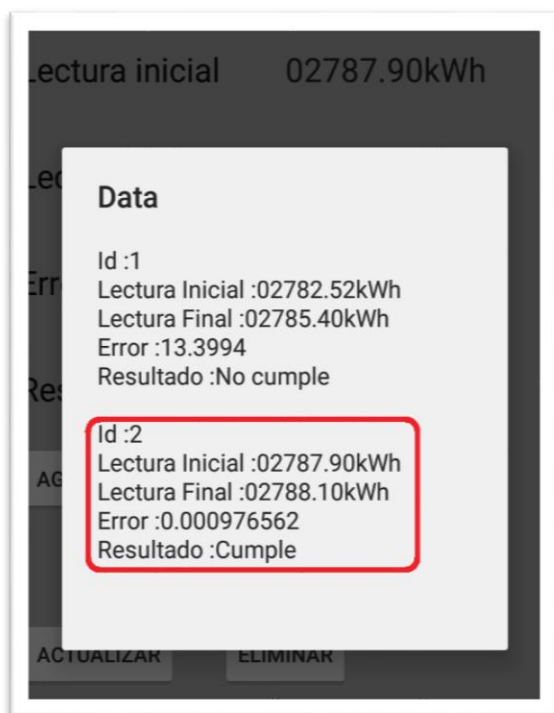 Lectura inicial 02787.90kWh
Data
Id :1
Lectura Inicial :02782.52kWh
Lectura Final :02785.40kWh
Error :13.3994
Resultado :No cumple
Id :2
Lectura Inicial :02787.90kWh
Lectura Final :02788.10kWh
Error :0.000976562
Resultado :Cumple
ACTUALIZAR ELIMINAR